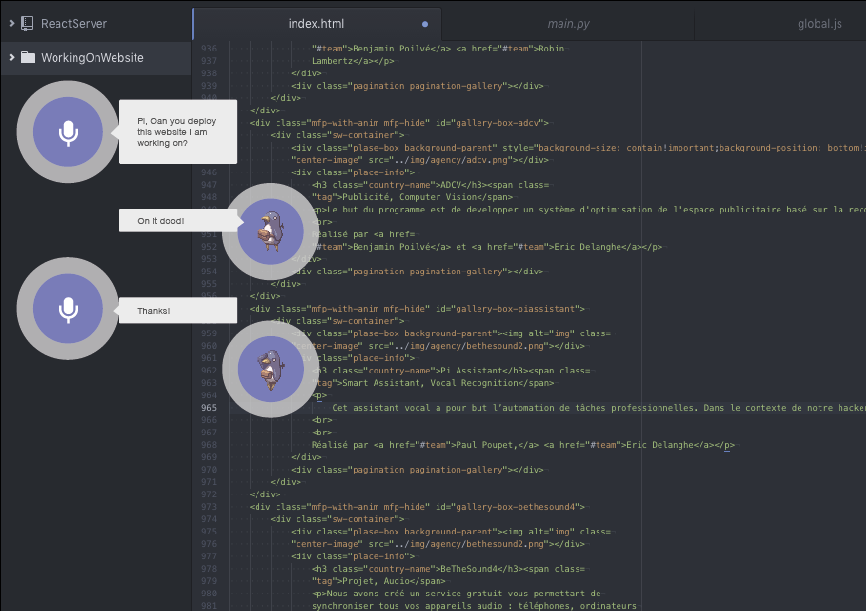 ReactServer
WorkingOnWebsite
index.html
main.py
global.js
Pi, Can you deploy
this website I am
working on?
On it dood!
Thanks!
936 "#team">Benjamin Poilvé</a> <a href="#team">Robin
937 Lambertz</a></p>
938 </div>
939 <div class="pagination pagination-gallery"></div>
940 </div>
</div>
<div class="mfp-with-anim mfp-hide" id="gallery-box-adcv">
<div class="sw-container">
<div class="plase-box background-parent" style="background-size: contain!important;background-position: bottom
"center-image" src="../img/agency/adcv.png"></div>
946 <div class="place-info">
947 <h3 class="country-name">ADCV</h3><span class=
948 "tag">Publicité, Computer Vision</span>
<p>Le but du programme est de developper un système d'optimisation de l'espace publicitaire basé sur la
br>
éalisé par <a href=
952 "#team">Benjamin Poilvé</a> et <a href="#team">Eric Delanghe</a></p>
953 </div>
954 <div class="pagination pagination-gallery"></div>
955 </div>
956 </div>
<div class="mfp-with-anim mfp-hide" id="gallery-box-piassistant">
<div class="sw-container">
959 <div class="plase-box background-parent"><img alt="img" class=
960 "center-image" src="../img/agency/bethesound2.png"></div>
961 <div class="place-info">
962 <h3 class="country-name">Pi Assistant</h3><span class=
963 "tag">Smart Assistant, Vocal Recognition</span>
964 <p>
965 Cet assistant vocal a pour but l'automation de tâches professionnelles. Dans le contexte de notre hacker
966 <br>
967 <br>
968 Réalisé par <a href="#team">Paul Poupet,</a> <a href="#team">Eric Delanghe</a></p>
969 </div>
970 <div class="pagination pagination-gallery"></div>
971 </div>
972 </div>
973 <div class="mfp-with-anim mfp-hide" id="gallery-box-bethesound4">
974 <div class="sw-container">
975 <div class="plase-box background-parent"><img alt="img" class=
976 "center-image" src="../img/agency/bethesound2.png"></div>
977 <div class="place-info">
978 <h3 class="country-name">BeTheSound4</h3><span class=
979 "tag">Projet, Audio</span>
980 <p>Nous avons créé un service gratuit vous permettant de
981 synchroniser tous vos appareils audio : téléphones, ordinateurs